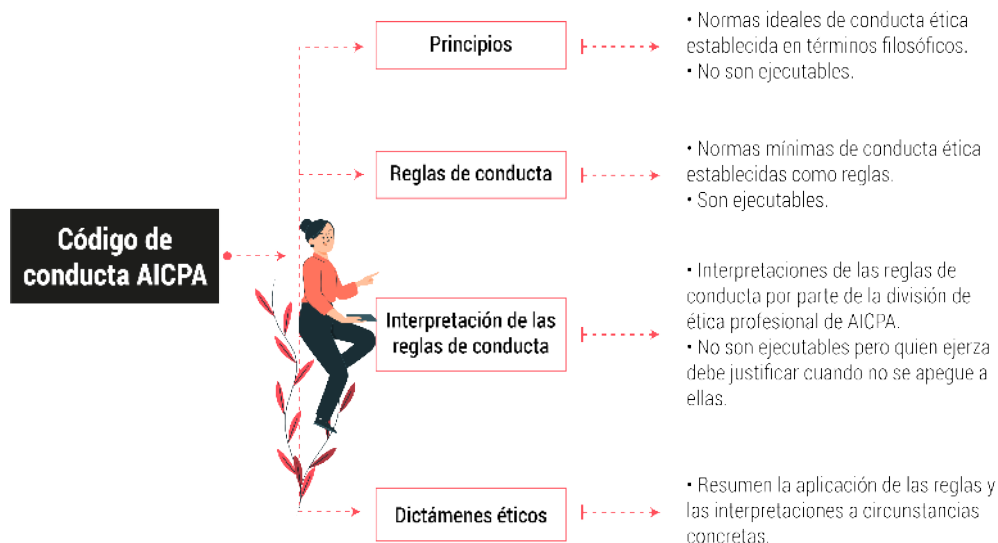 Código de
conducta AICPA
Principios
• Normas ideales de conducta ética
establecida en términos filosóficos.
• No son ejecutables.
Reglas de conducta
• Normas mínimas de conducta ética
establecidas como reglas.
• Son ejecutables.
Interpretación de las
reglas de conducta
• Interpretaciones de las reglas de
conducta por parte de la división de
ética profesional de AICPA.
• No son ejecutables pero quien ejerza
debe justificar cuando no se apegue a
ellas.
Dictámenes éticos
• Resumen la aplicación de las reglas y
las interpretaciones a circunstancias
concretas.